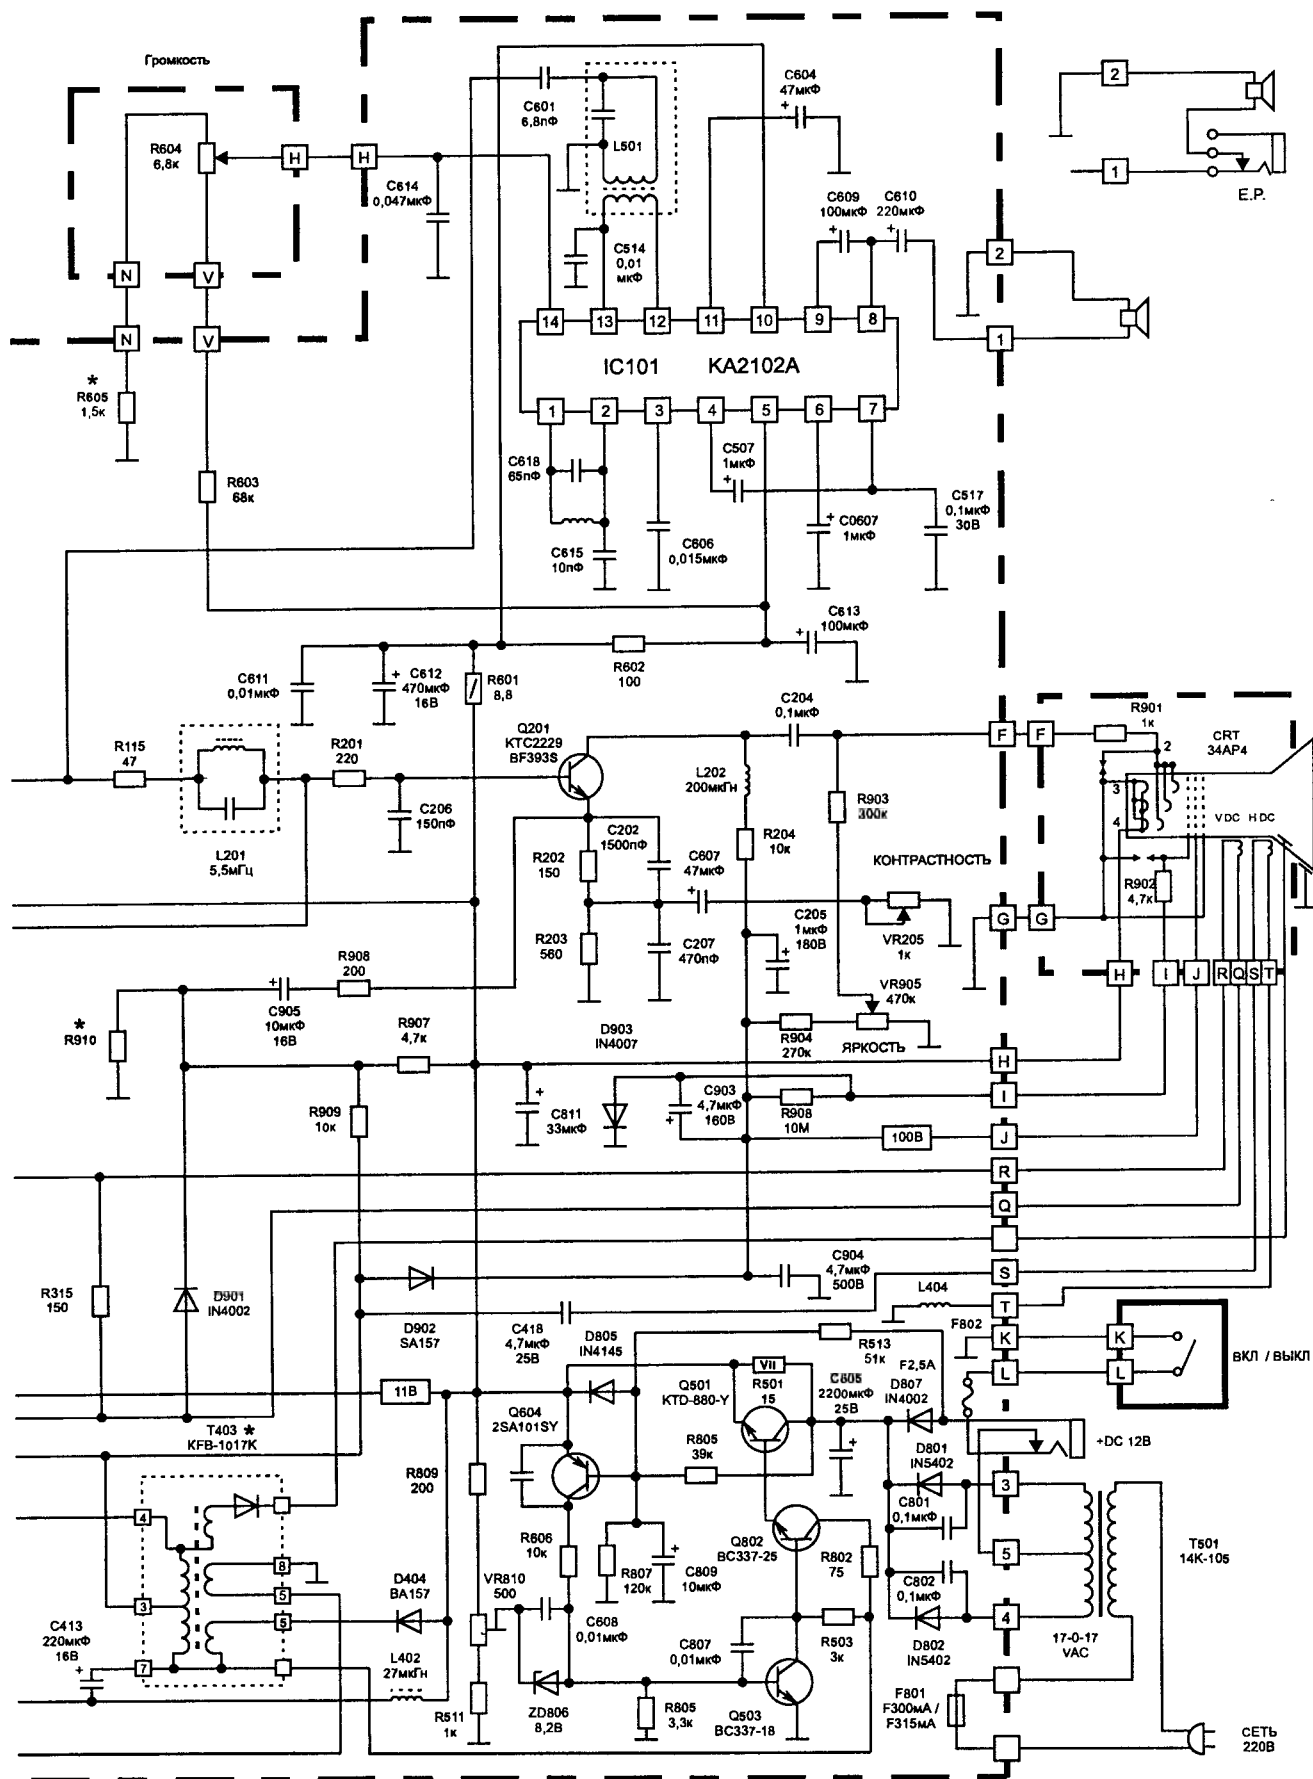 Громкость
R604
6,8к
H
H
C614
0,047мкФ
N
V
N
V
*
R605
1,5к
R603
68к
C601
6,8пФ
L501
C514
0,01
мкФ
C604
47мкФ
C609
100мкФ
C610
220мкФ
2
1
E.P.
2
1
14
13
12
11
10
9
8
IC101
KA2102A
1
2
3
4
5
6
7
C618
65пФ
C615
10пФ
C606
0,015мкФ
C507
1мкФ
C0607
1мкФ
C517
0,1мкФ
30В
C613
100мкФ
R602
100
C611
0,01мкФ
C612
470мкФ
16В
R601
8,8
R115
47
L201
5,5мГц
R201
220
C206
150пФ
Q201
KTC2229
BF393S
C204
0,1мкФ
L202
200мкГн
R204
10к
R903
300к
F
F
R901
1к
CRT
34AP4
2
3
4
VDC
HDC
R902
4,7к
КОНТРАСТНОСТЬ
R202
150
C202
1500пФ
C607
47мкФ
R203
560
C207
470пФ
C205
1мкФ
180В
VR205
1к
G
G
H
I
J
R
Q
S
T
R908
200
C905
10мкФ
16В
*
R910
R907
4,7к
D903
IN4007
VR905
470к
R904
270к
ЯРКОСТЬ
R909
10к
C811
33мкФ
C903
4,7мкФ
160В
R908
10М
100В
H
I
J
R
Q
S
T
K
L
R315
150
D901
IN4002
D902
SA157
C904
4,7мкФ
500В
L404
F802
K
L
ВКЛ / ВЫКЛ
C418
4,7мкФ
25В
D805
IN4145
R513
51к
F2,5A
11В
Q501
KTD-880-Y
VII
R501
15
C805
2200мкФ
25В
D807
IN4002
+DC 12В
T403 *
KFB-1017K
Q604
2SA101SY
R805
39к
D801
IN5402
C801
0,1мкФ
3
5
4
R809
200
R606
10к
VR810
500
R807
120к
C809
10мкФ
Q802
BC337-25
R802
75
C802
0,1мкФ
D802
IN5402
T501
14K-105
17-0-17
VAC
4
3
7
8
5
5
C413
220мкФ
16В
D404
BA157
L402
27мкГн
C608
0,01мкФ
C807
0,01мкФ
R503
3к
R511
1к
ZD806
8,2В
R805
3,3к
Q503
BC337-18
F801
F300мА /
F315мА
СЕТЬ
220В